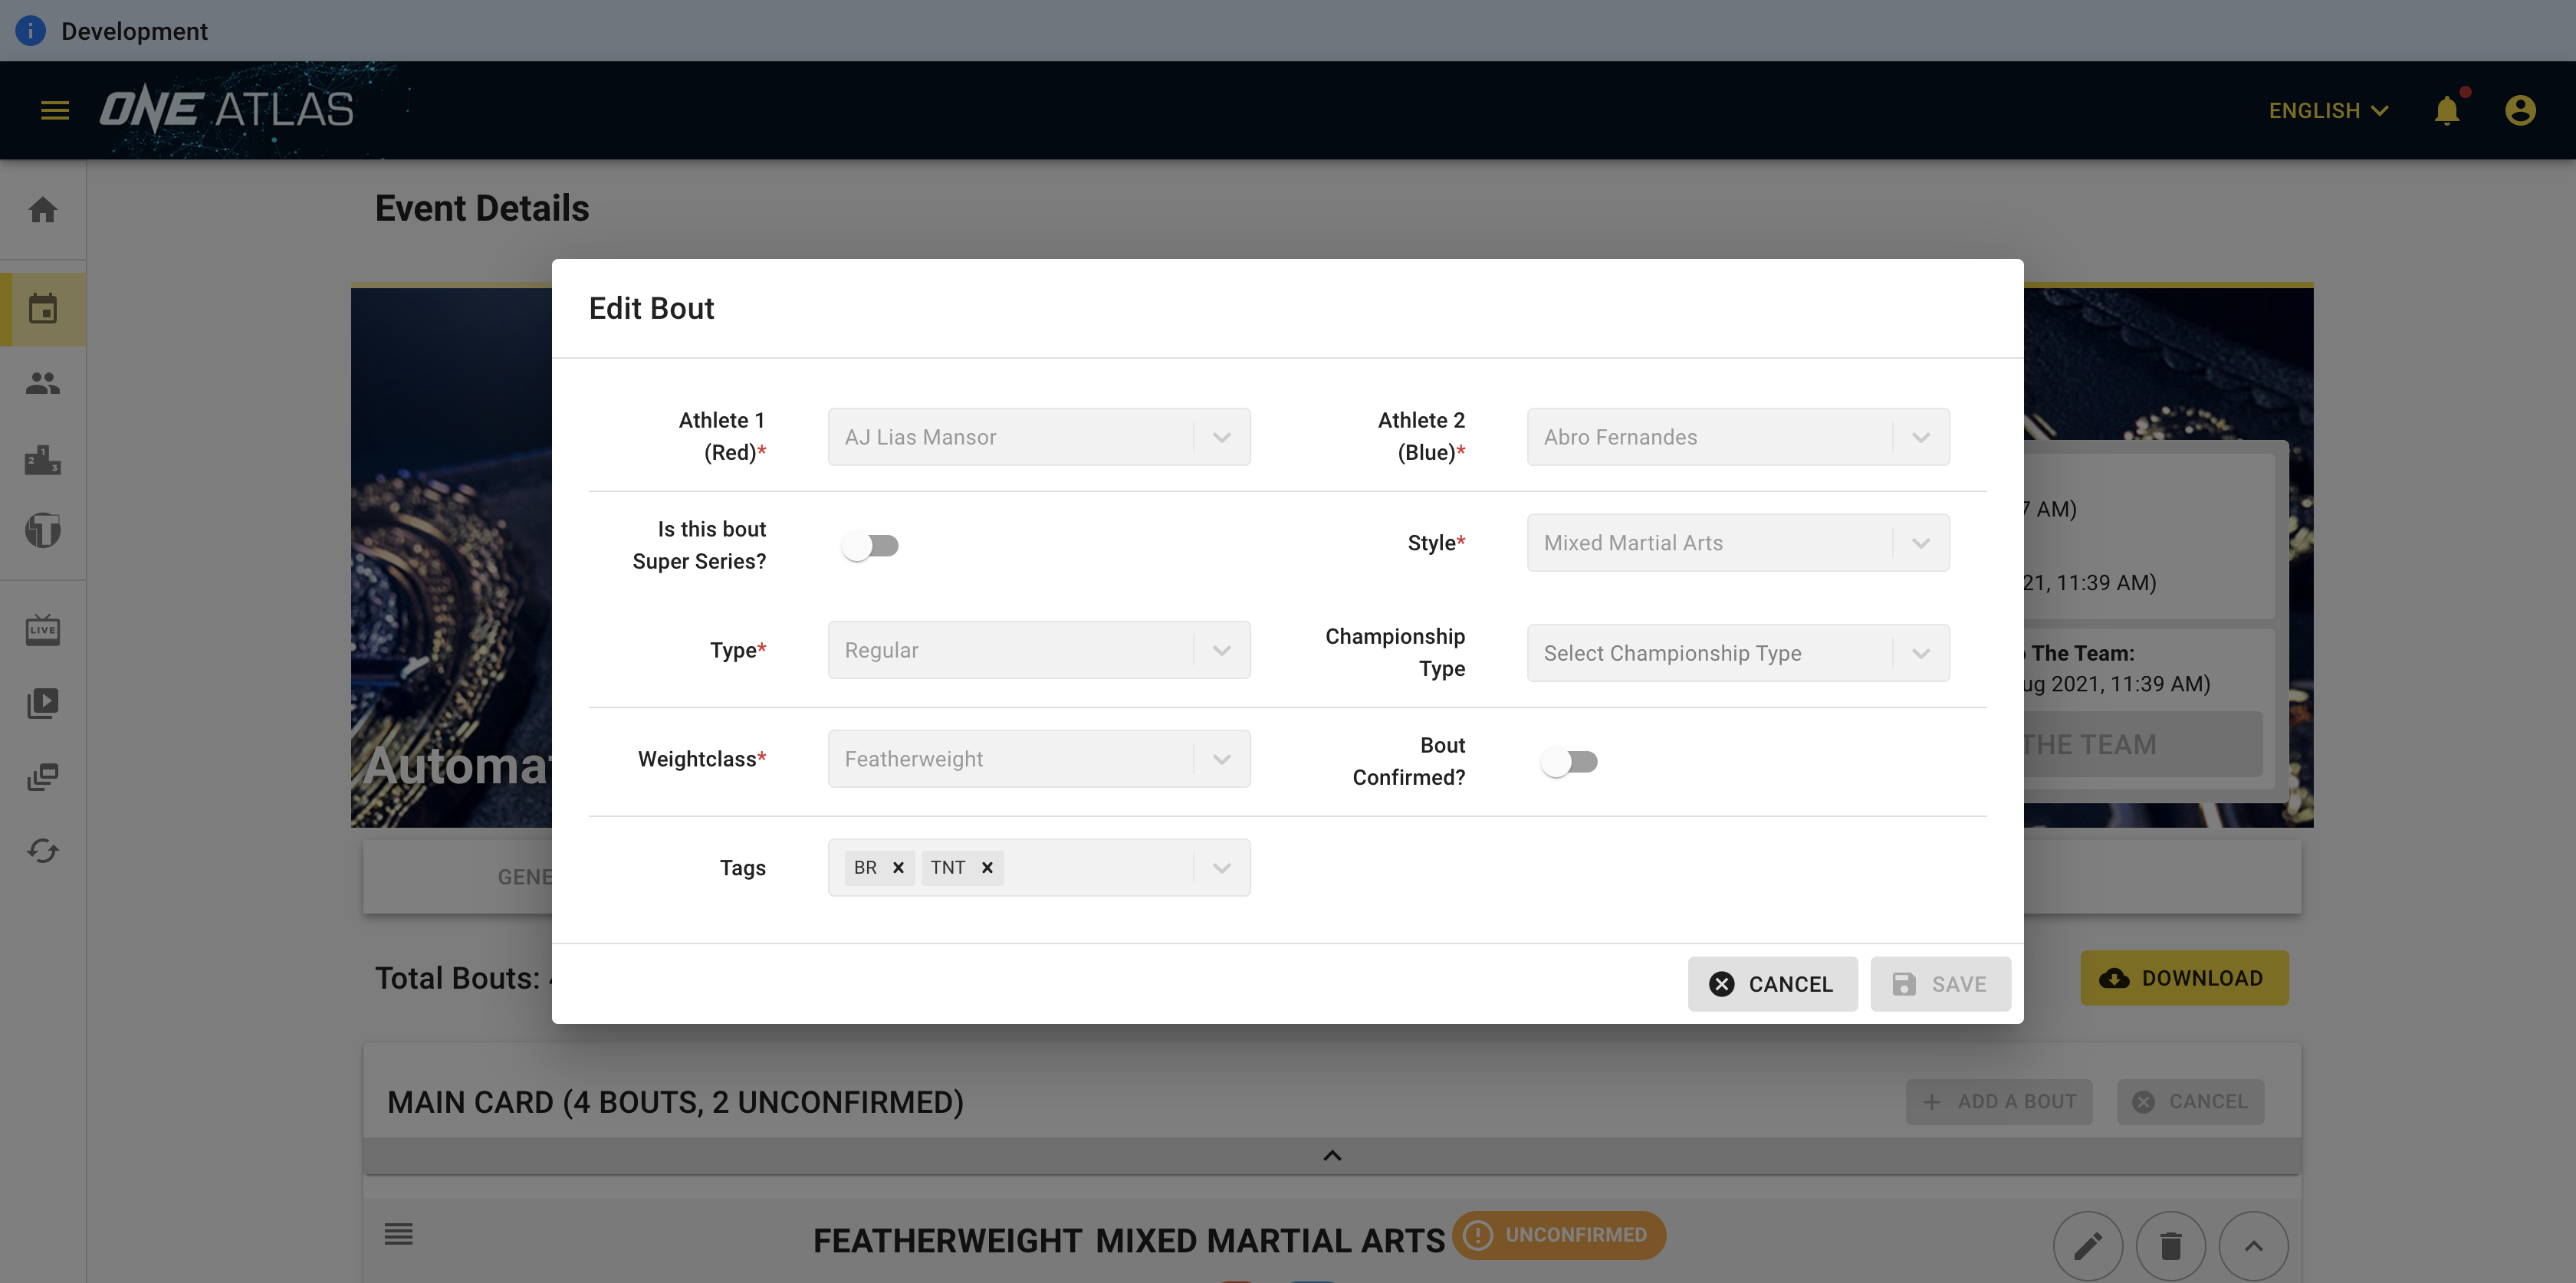 Development
ONE ATLAS
ENGLISH
Event Details
Edit Bout
Athlete 1
(Red)*
AJ Lias Mansor
Athlete 2
(Blue)*
Abro Fernandes
Is this bout
Super Series?
Style*
Mixed Martial Arts
Type*
Regular
Championship
Type
Select Championship Type
Weightclass*
Featherweight
Bout
Confirmed?
Tags
BR
TNT
CANCEL
SAVE
AM)
21, 11:39 AM)
The Team:
ug 2021, 11:39 AM)
THE TEAM
LIVE
Automa
GENE
Total Bouts:
DOWNLOAD
MAIN CARD (4 BOUTS, 2 UNCONFIRMED)
ADD A BOUT
CANCEL
FEATHERWEIGHT MIXED MARTIAL ARTS
UNCONFIRMED